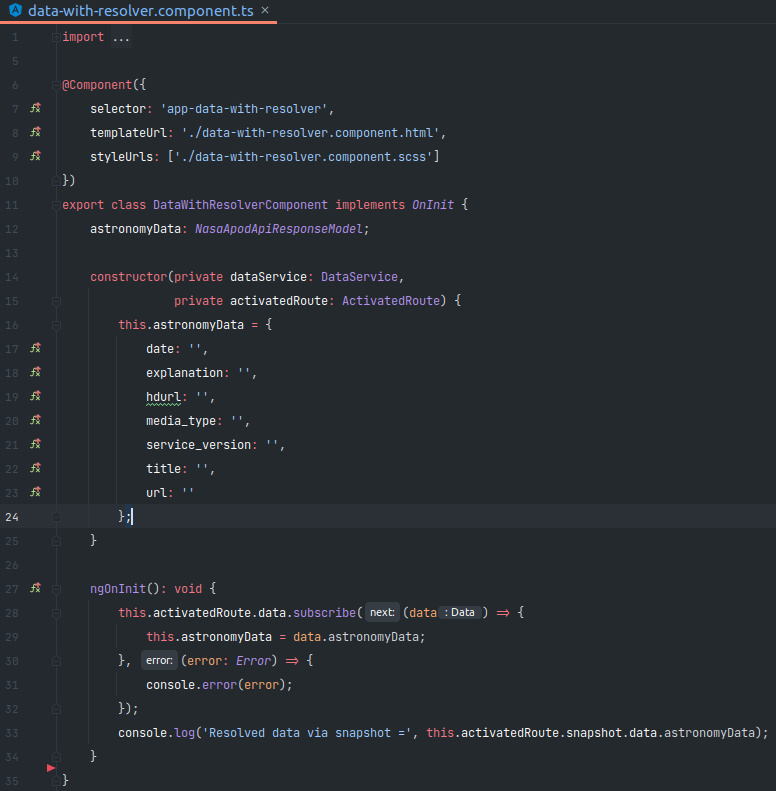 data-with-resolver.component.ts ×
1 import ...
5
6 @Component({
7 selector: 'app-data-with-resolver',
8 templateUrl: './data-with-resolver.component.html',
9 styleUrls: ['./data-with-resolver.component.scss']
10 })
11 export class DataWithResolverComponent implements OnInit {
12 astronomyData: NasaApodApiResponseModel;
13
14 constructor(private dataService: DataService,
15 private activatedRoute: ActivatedRoute) {
16 this.astronomyData = {
17 date: '',
18 explanation: '',
19 hdurl: '',
20 media_type: '',
21 service_version: '',
22 title: '',
23 url: ''
24 };
25 }
26
27 ngOnInit(): void {
28 this.activatedRoute.data.subscribe( next: (data : Data ) => {
29 this.astronomyData = data.astronomyData;
30 }, error: (error: Error) => {
31 console.error(error);
32 });
33 console.log('Resolved data via snapshot =', this.activatedRoute.snapshot.data.astronomyData);
34 }
35 }